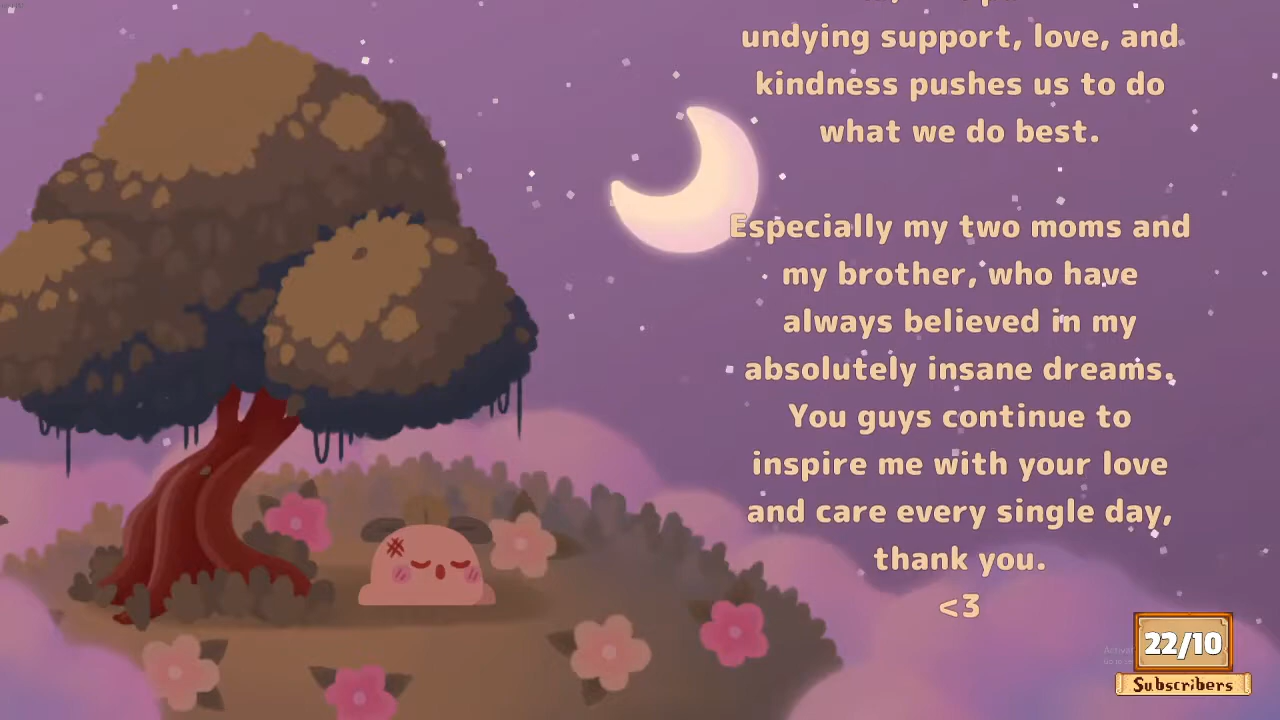 undying support, love, and
kindness pushes us to do
what we do best.
Especially my two moms and
my brother, who have
always believed in my
absolutely insane dreams.
You guys continue to
inspire me with your love
and care every single day,
thank you.
<3
22/10
Subscribers